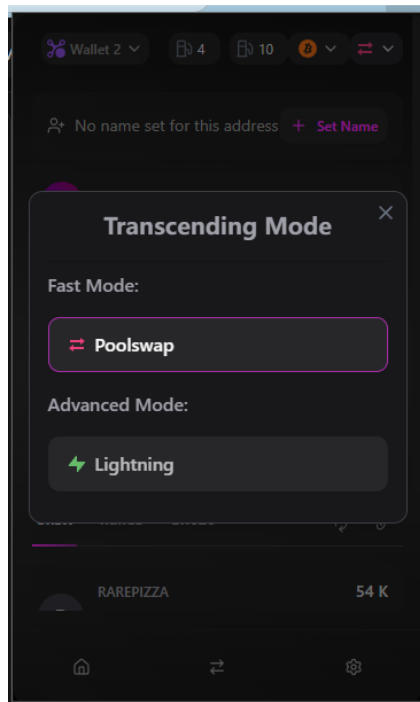 Wallet 2
4
10
No name set for this address
+ Set Name
Transcending Mode
Fast Mode:
Poolswap
Advanced Mode:
Lightning
RAREPIZZA
54 K